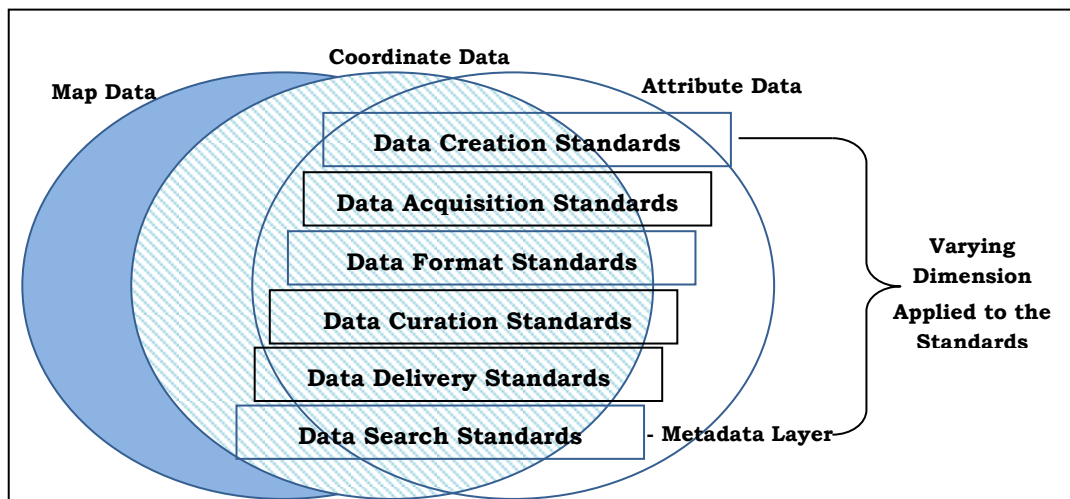 Coordinate Data
Map Data
Attribute Data
Data Creation Standards
Data Acquisition Standards
Data Format Standards
Data Curation Standards
Data Delivery Standards
Data Search Standards
- Metadata Layer
Varying
Dimension
Applied to the
Standards